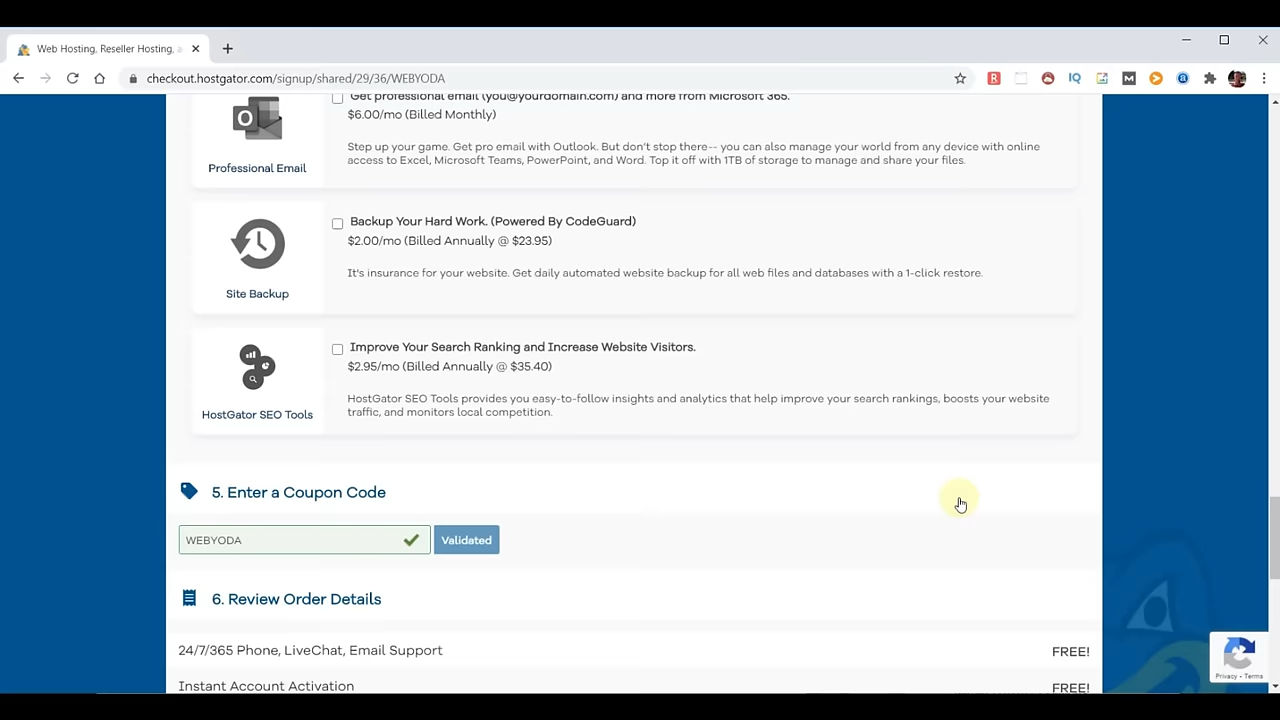 Web Hosting, Reseller Hosting,
checkout.hostgator.com/signup/shared/29/36/WEBYODA
Get professional email (you@yourdomain.com) and more from Microsoft 365.
$6.00/mo (Billed Monthly)
Step up your game. Get pro email with Outlook. But don't stop there-- you can also manage your world from any device with online
access to Excel, Microsoft Teams, PowerPoint, and Word. Top it off with 1TB of storage to manage and share your files.
Professional Email
Backup Your Hard Work. (Powered By CodeGuard)
$2.00/mo (Billed Annually @ $23.95)
It's insurance for your website. Get daily automated website backup for all web files and databases with a 1-click restore.
Site Backup
Improve Your Search Ranking and Increase Website Visitors.
$2.95/mo (Billed Annually @ $35.40)
HostGator SEO Tools provides you easy-to-follow insights and analytics that help improve your search rankings, boosts your website
traffic, and monitors local competition.
HostGator SEO Tools
5. Enter a Coupon Code
WEBYODA
Validated
6. Review Order Details
24/7/365 Phone, LiveChat, Email Support FREE!
Instant Account Activation FREE!
Privacy - Terms